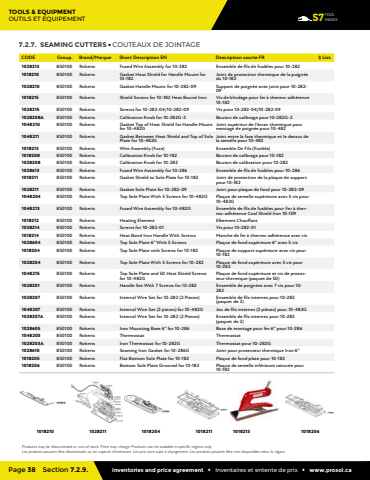 TOOLS & EQUIPMENT
OUTILS ET ÉQUIPEMENT
S7 TOOL INDEX
7.2.7. SEAMING CUTTERS • COUTEAUX DE JOINTAGE
CODE Group. Brand/Marque Short Description EN Description courte FR $ List.
1028213 850100 Roberts Fused Wire Assembly for 10-282 Ensemble de fils de fusibles pour 10-282
1018210 850100 Roberts Gasket Heat Shield for Handle Mount for 10-182 Joint de protection thermique de la poignée du 10-182
1028210 850100 Roberts Gasket Handle Mount for 10-282-09 Support de poignée avec joint pour 10-282-09
1018215 850100 Roberts Shield Screws for 10-182 Heat Bound Iron Vis de blindage pour fer à thermo-adhérence 10-182
1028215 850100 Roberts Screws for 10-282-04/10-282-09 Vis pour 10-282-04/10-282-09
1028208A 850100 Roberts Calibration Knob for 10-282G-2 Bouton de calibrage pour 10-282G-2
1048210 850100 Roberts Gasket Top of Heat Shield for Handle Mount for 10-482G Joint supérieur de l'écran thermique pour montage de poignée pour 10-482
1048211 850100 Roberts Gasket Between Heat Shield and Top of Sole Plate for 10-482G Joint entre la face thermique et le dessus de la semelle pour 10-482
1018213 850100 Roberts Wire Assembly (Fuse) Ensemble De Fils (Fusible)
1018208 850100 Roberts Calibration Knob for 10-182 Bouton de calibrage pour 10-182
1028208 850100 Roberts Calibration Knob for 10-282 Bouton de calibration pour 10-282
1028613 850100 Roberts Fused Wire Assembly for 10-286 Ensemble de fils de fusibles pour 10-286
1018211 850100 Roberts Gasket Shield to Sole Plate for 10-182 Joint de protection de la plaque de support pour 10-182
1028211 850100 Roberts Gasket Sole Plate for 10-282-09 Joint pour plaque de fond pour 10-282-09
1048204 850100 Roberts Top Sole Plate With 5 Screws for 10-482G Plaque de semelle supérieure avec 5 vis pour 10-482G
1048213 850100 Roberts Fused Wire Assembly for 10-482G Ensemble de fils de fusibles pour Fer à thermo-adhérence Cool Shield Iron 10-109
1018212 850100 Roberts Heating Element Elherment Chauffant
1028214 850100 Roberts Screws for 10-282-01 Vis pour 10-282-01
1018214 850100 Roberts Heat Bond Iron Handle With Screws Manche de fer à thermo-adhérence avec vis
1028604 850100 Roberts Top Sole Plate 6" With 5 Screws Plaque de fond supérieure 6" avec 5 vis
1018204 850100 Roberts Top Sole Plate with Screws for 10-182 Plaque de support supérieure avec vis pour 10-182
1028204 850100 Roberts Top Sole Plate With 5 Screws for 10-282 Plaque de fond supérieure avec 5 vis pour 10-282
1048215 850100 Roberts Top Sole Plate and 50 Heat Shield Screws for 10-482G Plaque de fond supérieure et vis de protecteur thermique (paquet de 50)
1028201 850100 Roberts Handle Set With 7 Screws for 10-282 Ensemble de poignées avec 7 vis pour 10-282
1028207 850100 Roberts Internal Wire Set for 10-282 (2 Pieces) Ensemble de fils internes pour 10-282 (paquet de 2)
1048207 850100 Roberts Internal Wire Set (2 pieces) for 10-482G Jeu de fils internes (2 pièces) pour 10-482G
1028207A 850100 Roberts Internal Wire Set for 10-282 (2 Pieces) Ensemble de fils internes pour 10-282 (paquet de 2)
1028605 850100 Roberts Iron Mounting Base 6" for 10-286 Base de montage pour fer 6" pour 10-286
1048203 850100 Roberts Thermostat Thermostat
1028203A 850100 Roberts Iron Thermostat for 10-282G Thermostat pour 10-282G
1028610 850100 Roberts Seaming Iron Gasket for 10-286G Joint pour protecteur thermique Iron 6"
1018205 850100 Roberts Flat Bottom Sole Plate for 10-182 Plaque de fond plate pour 10-182
1018206 850100 Roberts Bottom Sole Plate Grooved for 10-182 Plaque de semelle inférieure rainurée pour 10-182
1018210 1028211 1018204 1018211 1018213 1018206
Products may be discontinued or out of stock. Price may change. Products can be available in specific regions only.
Les produits peuvent être discontinués ou en rupture d'inventaire. Les prix sont sujet à changement. Les produits peuvent être non disponibles selon la région.
Page 38 Section 7.2.9. Inventories and price agreement • Inventaires et entente de prix • www.proxol.ca